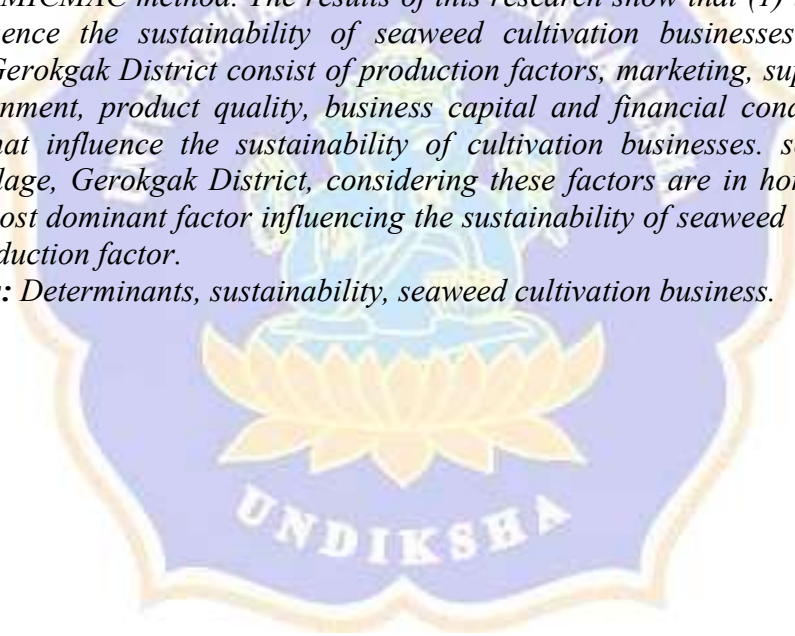 MICMAC method. The results of this research show that (1)
ence the sustainability of seaweed cultivation businesses
Gerokgak District consist of production factors, marketing, sup
nment, product quality, business capital and financial cond
at influence the sustainability of cultivation businesses. s
lage, Gerokgak District, considering these factors are in hor
ost dominant factor influencing the sustainability of seaweed
duction factor.
: Determinants, sustainability, seaweed cultivation business.
UNDIKSHA